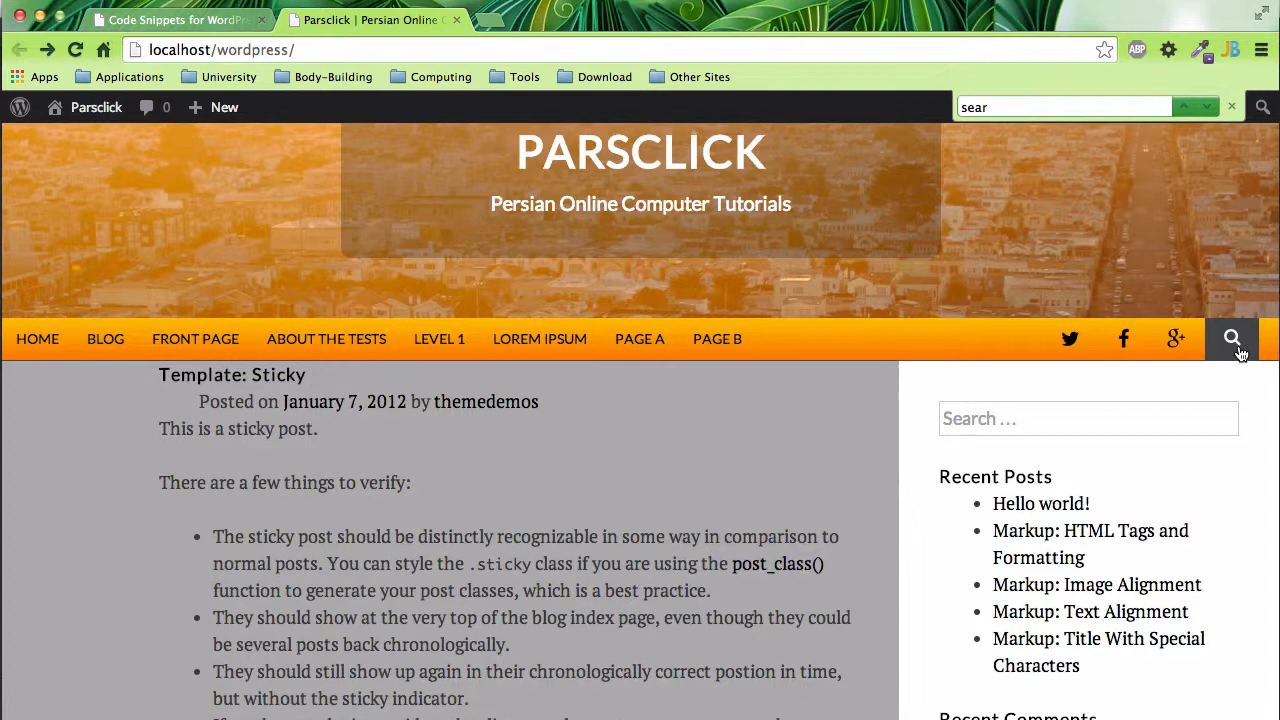 Code Snippets for WordPr
Parsclick | Persian Online C
localhost/wordpress/
ABP
JB
Apps Applications University Body-Building Computing Tools Download Other Sites
Parsclick 0 New
sear
PARSCLICK
Persian Online Computer Tutorials
HOME BLOG FRONT PAGE ABOUT THE TESTS LEVEL 1 LOREM IPSUM PAGE A PAGE B
Template: Sticky
Posted on January 7, 2012 by themedemos
This is a sticky post.
There are a few things to verify:
• The sticky post should be distinctly recognizable in some way in comparison to
normal posts. You can style the .sticky class if you are using the post_class()
function to generate your post classes, which is a best practice.
• They should show at the very top of the blog index page, even though they could
be several posts back chronologically.
• They should still show up again in their chronologically correct postion in time,
but without the sticky indicator.
Search …
Recent Posts
• Hello world!
• Markup: HTML Tags and
Formatting
• Markup: Image Alignment
• Markup: Text Alignment
• Markup: Title With Special
Characters
Recent Comments